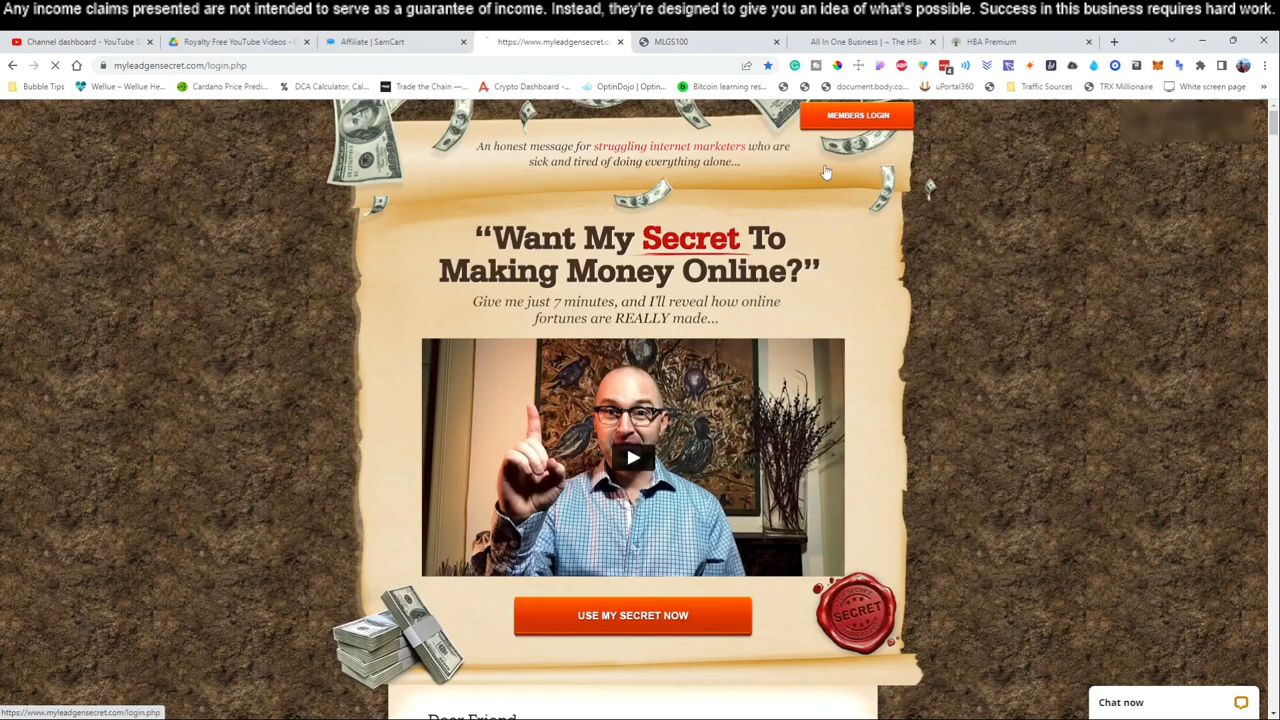 Any income claims presented are not intended to serve as a guarantee of income. Instead, they're designed to give you an idea of what's possible. Success in this business requires hard work.
Channel dashboard - YouTube S
Royalty Free YouTube Videos - G
Affiliate | SamCart
https://www.myleadgensecret.co
MLGS100
All In One Business | ~ The HBA
HBA Premium
myleadgensecret.com/login.php
Bubble Tips
Wellue – Wellue He...
Cardano Price Predi...
DCA Calculator, Cal...
Trade the Chain —...
Crypto Dashboard -...
OptinDojo | Optin...
Bitcoin learning res...
document.body.co...
uPortal360
Traffic Sources
TRX Millionaire
White screen page
MEMBERS LOGIN
An honest message for struggling internet marketers who are
sick and tired of doing everything alone...
“Want My Secret To
Making Money Online?”
Give me just 7 minutes, and I'll reveal how online
fortunes are REALLY made...
USE MY SECRET NOW
SECRET
Dear Friend
https://www.myleadgensecret.com/login.php
Chat now